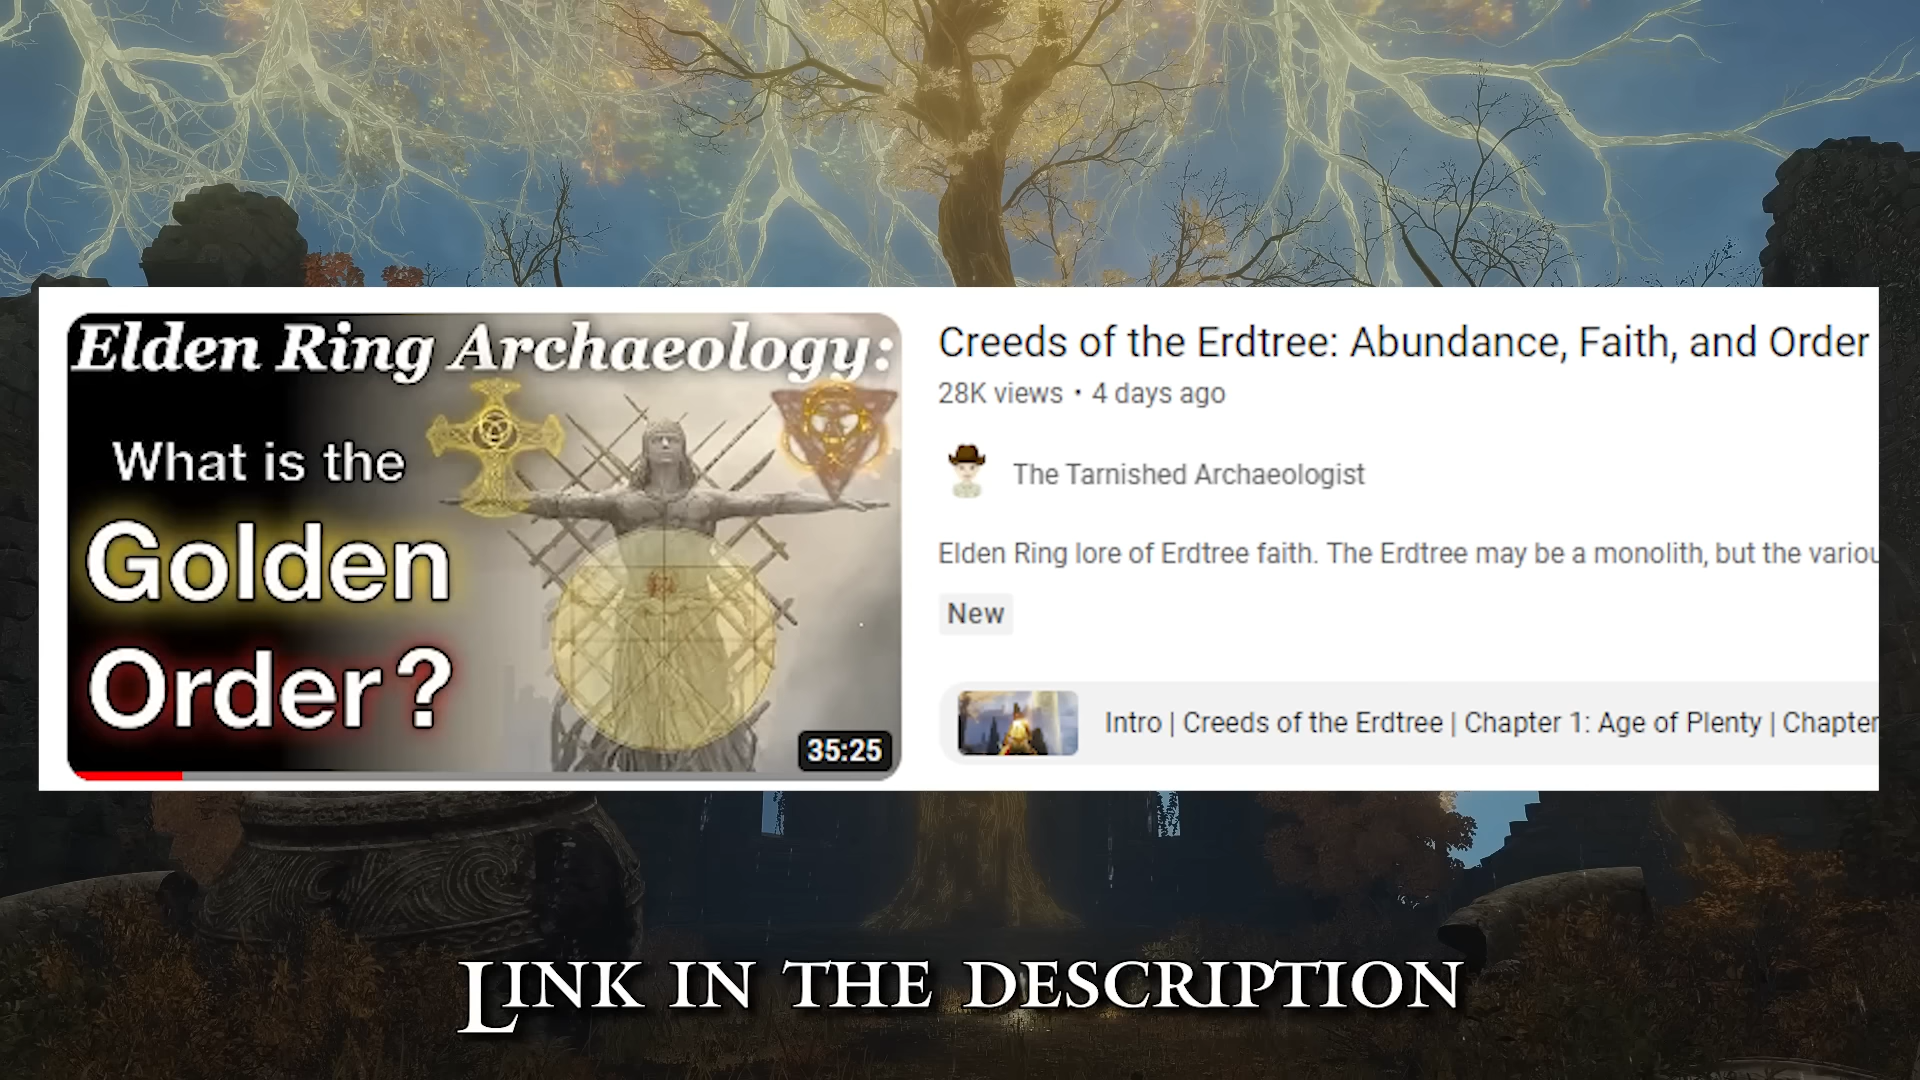 Elden Ring Archaeology:
What is the
Golden
Order?
35:25
Creeds of the Erdtree: Abundance, Faith, and Order
28K views • 4 days ago
The Tarnished Archaeologist
Elden Ring lore of Erdtree faith. The Erdtree may be a monolith, but the variou
New
Intro | Creeds of the Erdtree | Chapter 1: Age of Plenty | Chapter
LINK IN THE DESCRIPTION